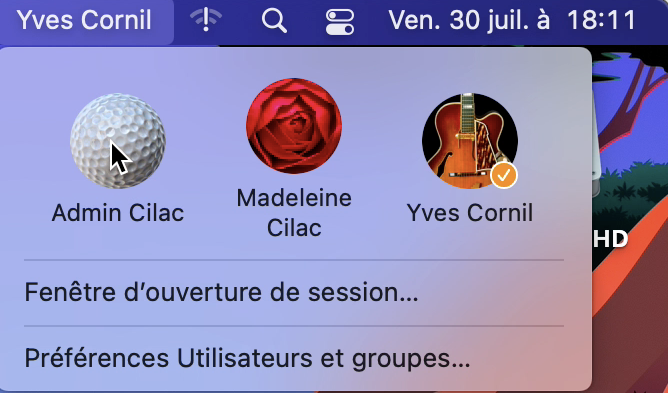 Yves Cornil
Ven. 30 juil. à 18:11
Admin Cilac
Madeleine
Cilac
Yves Cornil
HD
Fenêtre d’ouverture de session...
Préférences Utilisateurs et groupes...